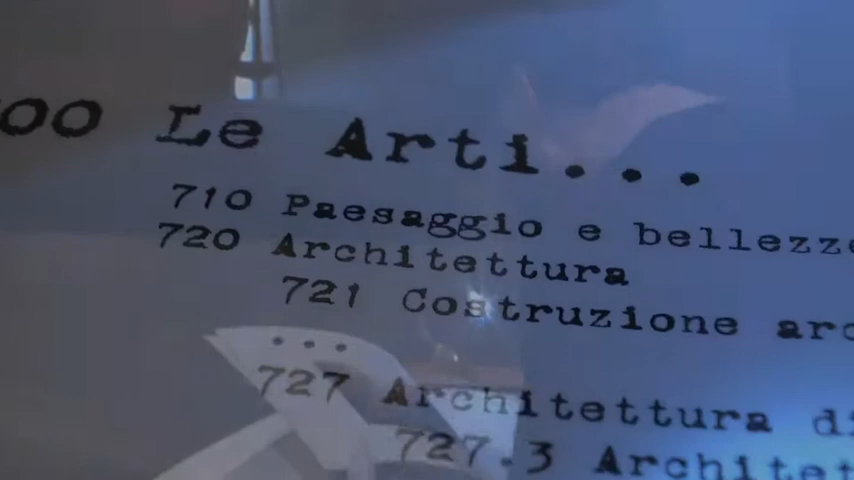 00 Le Arti...
710 Paesaggio e bellezze
720 Architettura
721 Costruzione
...
727 Architettura
727.3